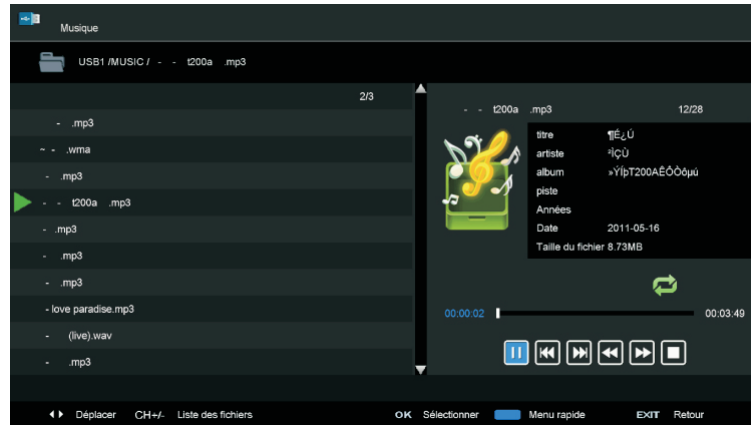 Musique
USB1 /MUSIC / - - t200a .mp3
2/3
- .mp3
~ - .wma
- .mp3
- - t200a .mp3
- .mp3
- .mp3
- .mp3
- love paradise.mp3
- (live).wav
- .mp3
- - t200a .mp3 12/28
titre ¶É¿Ú
artiste ²ÌÇÙ
album »ÝÍþT200AÊÔÒôµú
piste
Années
Date 2011-05-16
Taille du fichier 8.73MB
00:00:02 00:03:49
Déplacer CH+/- Liste des fichiers OK Sélectionner Menu rapide EXIT Retour